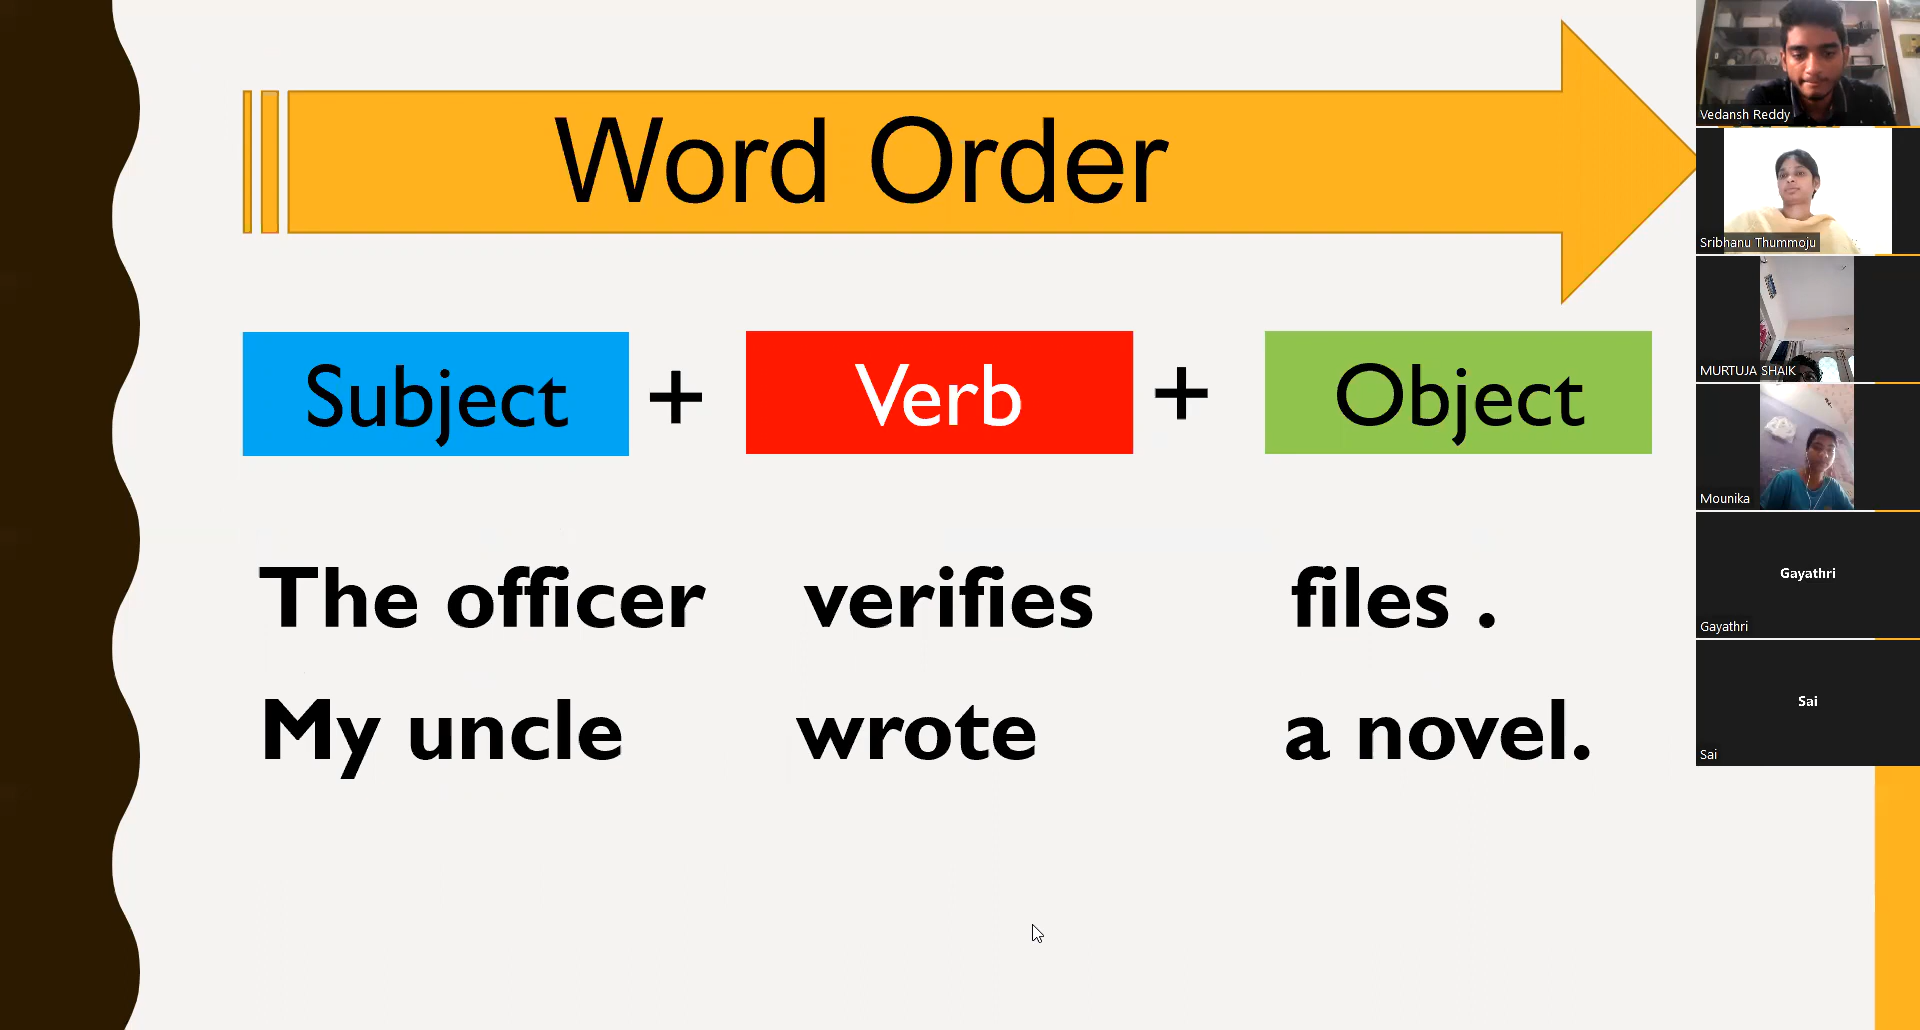 Word Order
Subject + Verb + Object
The officer verifies files .
My uncle wrote a novel.
Vedansh Reddy
Sribhanu Thummoju
MURTUJA SHAIK
Mounika
Gayathri
Gayathri
Sai
Sai